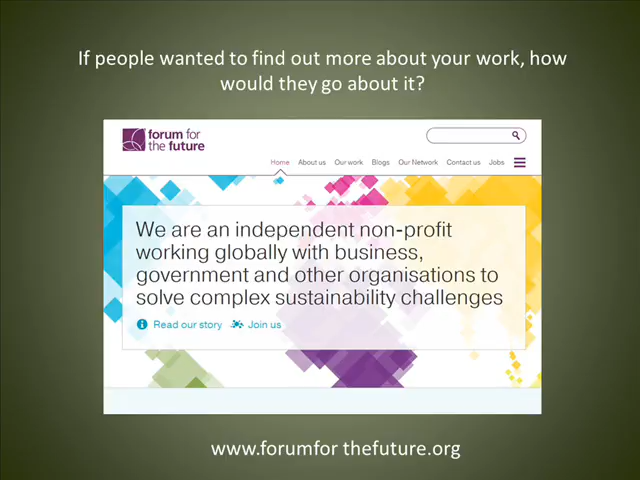 If people wanted to find out more about your work, how
would they go about it?
forum for
the future
Home About us Our work Blogs Our Network Contact us Jobs
We are an independent non-profit
working globally with business,
government and other organisations to
solve complex sustainability challenges
Read our story Join us
www.forumfor thefuture.org